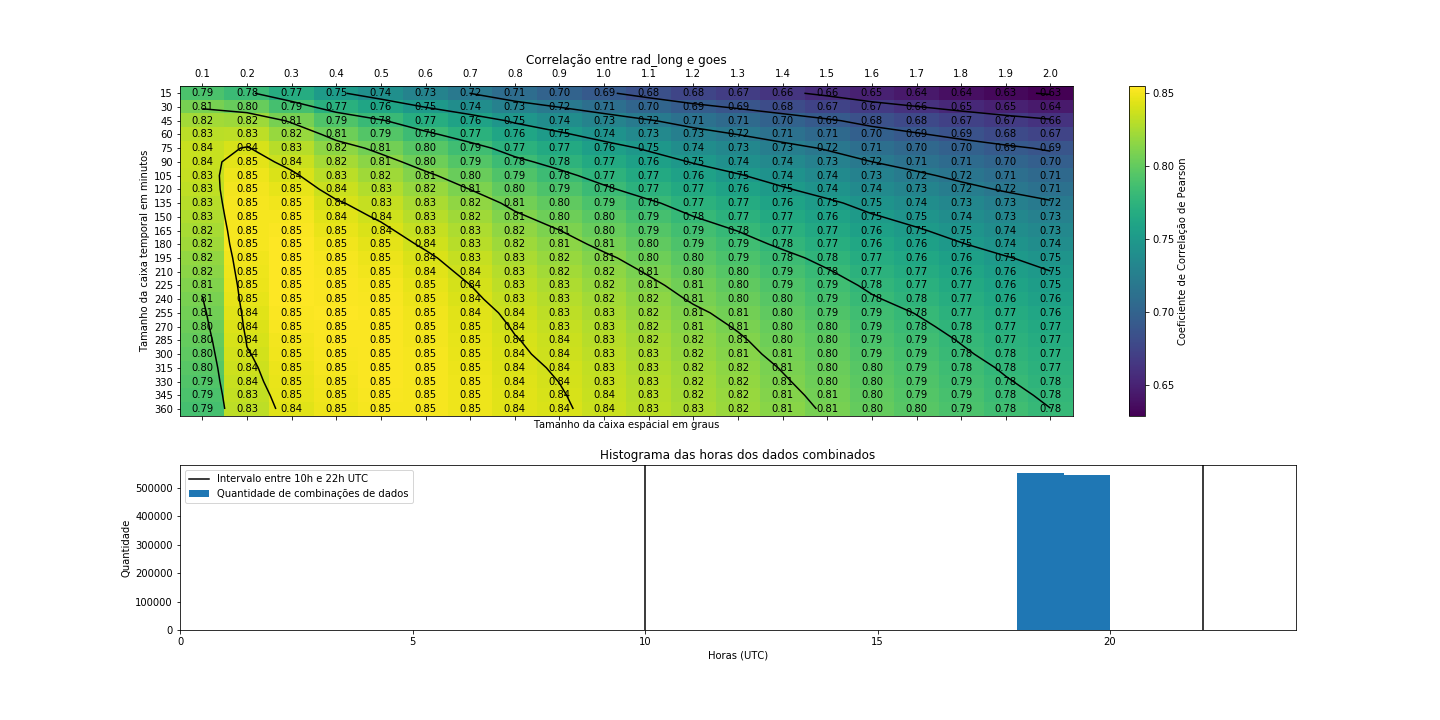 Correlação entre rad_long e goes
0.1 0.2 0.3 0.4 0.5 0.6 0.7 0.8 0.9 1.0 1.1 1.2 1.3 1.4 1.5 1.6 1.7 1.8 1.9 2.0
15 0.79 0.78 0.77 0.75 0.74 0.73 0.72 0.71 0.70 0.69 0.68 0.68 0.67 0.66 0.66 0.65 0.64 0.64 0.63 0.63
30 0.81 0.80 0.79 0.77 0.76 0.75 0.74 0.73 0.72 0.71 0.70 0.69 0.69 0.68 0.67 0.67 0.66 0.65 0.65 0.64
45 0.82 0.82 0.81 0.79 0.78 0.77 0.76 0.75 0.74 0.73 0.72 0.71 0.71 0.70 0.69 0.68 0.68 0.67 0.67 0.66
60 0.83 0.83 0.82 0.81 0.79 0.78 0.77 0.76 0.75 0.74 0.73 0.73 0.72 0.71 0.71 0.70 0.69 0.69 0.68 0.67
75 0.84 0.84 0.83 0.82 0.81 0.80 0.79 0.77 0.77 0.76 0.75 0.74 0.73 0.73 0.72 0.71 0.70 0.70 0.69 0.69
90 0.84 0.85 0.84 0.82 0.81 0.80 0.79 0.78 0.78 0.77 0.76 0.75 0.74 0.73 0.73 0.72 0.71 0.71 0.70 0.70
105 0.83 0.85 0.84 0.83 0.82 0.81 0.80 0.79 0.78 0.77 0.77 0.76 0.75 0.74 0.74 0.73 0.72 0.72 0.71 0.71
120 0.83 0.85 0.85 0.84 0.83 0.82 0.81 0.80 0.79 0.78 0.77 0.77 0.76 0.75 0.74 0.74 0.73 0.72 0.72 0.71
135 0.83 0.85 0.85 0.84 0.83 0.83 0.82 0.81 0.80 0.79 0.78 0.77 0.77 0.76 0.75 0.75 0.74 0.73 0.73 0.72
150 0.83 0.85 0.85 0.84 0.84 0.83 0.82 0.81 0.80 0.80 0.79 0.78 0.77 0.76 0.76 0.75 0.75 0.74 0.73 0.73
165 0.83 0.85 0.85 0.85 0.84 0.83 0.83 0.82 0.81 0.80 0.79 0.79 0.78 0.77 0.76 0.76 0.75 0.75 0.74 0.73
180 0.82 0.85 0.85 0.85 0.85 0.84 0.83 0.82 0.81 0.81 0.80 0.79 0.79 0.78 0.77 0.76 0.76 0.75 0.74 0.74
195 0.82 0.85 0.85 0.85 0.85 0.84 0.83 0.83 0.82 0.81 0.80 0.80 0.79 0.78 0.78 0.77 0.76 0.76 0.75 0.75
210 0.82 0.85 0.85 0.85 0.85 0.84 0.84 0.83 0.82 0.82 0.81 0.80 0.80 0.79 0.78 0.77 0.77 0.76 0.76 0.75
225 0.81 0.85 0.85 0.85 0.85 0.85 0.84 0.83 0.83 0.82 0.81 0.81 0.80 0.79 0.79 0.78 0.77 0.77 0.76 0.75
240 0.81 0.85 0.85 0.85 0.85 0.85 0.84 0.83 0.83 0.82 0.82 0.81 0.80 0.80 0.79 0.78 0.78 0.77 0.76 0.76
255 0.81 0.84 0.85 0.85 0.85 0.85 0.84 0.84 0.83 0.83 0.82 0.81 0.81 0.80 0.79 0.79 0.78 0.77 0.77 0.76
270 0.80 0.84 0.85 0.85 0.85 0.85 0.85 0.84 0.83 0.83 0.82 0.82 0.81 0.80 0.80 0.79 0.78 0.78 0.77 0.77
285 0.80 0.84 0.85 0.85 0.85 0.85 0.85 0.84 0.84 0.83 0.83 0.82 0.81 0.80 0.80 0.79 0.79 0.78 0.77 0.77
300 0.80 0.84 0.85 0.85 0.85 0.85 0.85 0.84 0.84 0.83 0.83 0.82 0.81 0.81 0.80 0.79 0.79 0.78 0.78 0.77
315 0.80 0.84 0.85 0.85 0.85 0.85 0.85 0.84 0.84 0.83 0.83 0.82 0.82 0.81 0.80 0.80 0.79 0.78 0.78 0.77
330 0.79 0.84 0.85 0.85 0.85 0.85 0.85 0.84 0.84 0.83 0.83 0.82 0.82 0.81 0.80 0.80 0.79 0.79 0.78 0.78
345 0.79 0.83 0.85 0.85 0.85 0.85 0.85 0.84 0.84 0.84 0.83 0.82 0.82 0.81 0.81 0.80 0.79 0.79 0.78 0.78
360 0.79 0.83 0.84 0.85 0.85 0.85 0.85 0.84 0.84 0.84 0.83 0.83 0.82 0.81 0.81 0.80 0.80 0.79 0.78 0.78
Tamanho da caixa temporal em minutos
Tamanho da caixa espacial em graus
0.85
0.80
0.75
0.70
0.65
Coeficiente de Correlação de Pearson
Histograma das horas dos dados combinados
Intervalo entre 10h e 22h UTC
Quantidade de combinações de dados
500000
400000
300000
200000
100000
0
Quantidade
0 5 10 15 20
Horas (UTC)